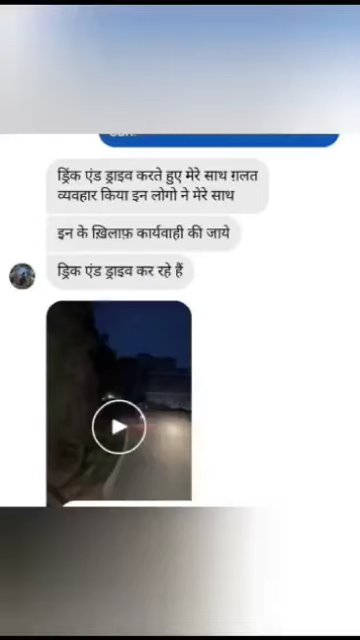 ड्रिंक एंड ड्राइव करते हुए मेरे साथ ग़लत
व्यवहार किया इन लोगो ने मेरे साथ
इन के ख़िलाफ़ कार्यवाही की जाये
ड्रिक एंड ड्राइव कर रहे हैं